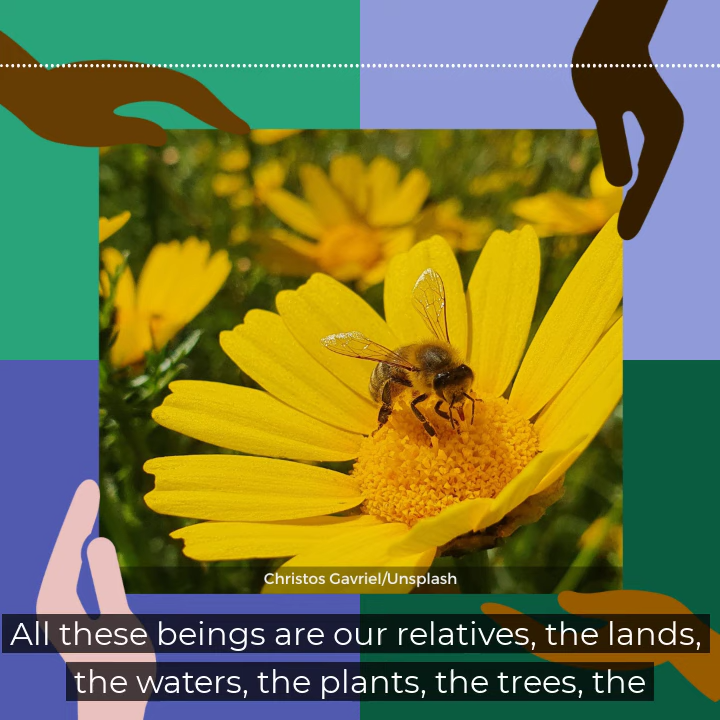 Christos Gavriel/Unsplash
All these beings are our relatives, the lands,
the waters, the plants, the trees, the